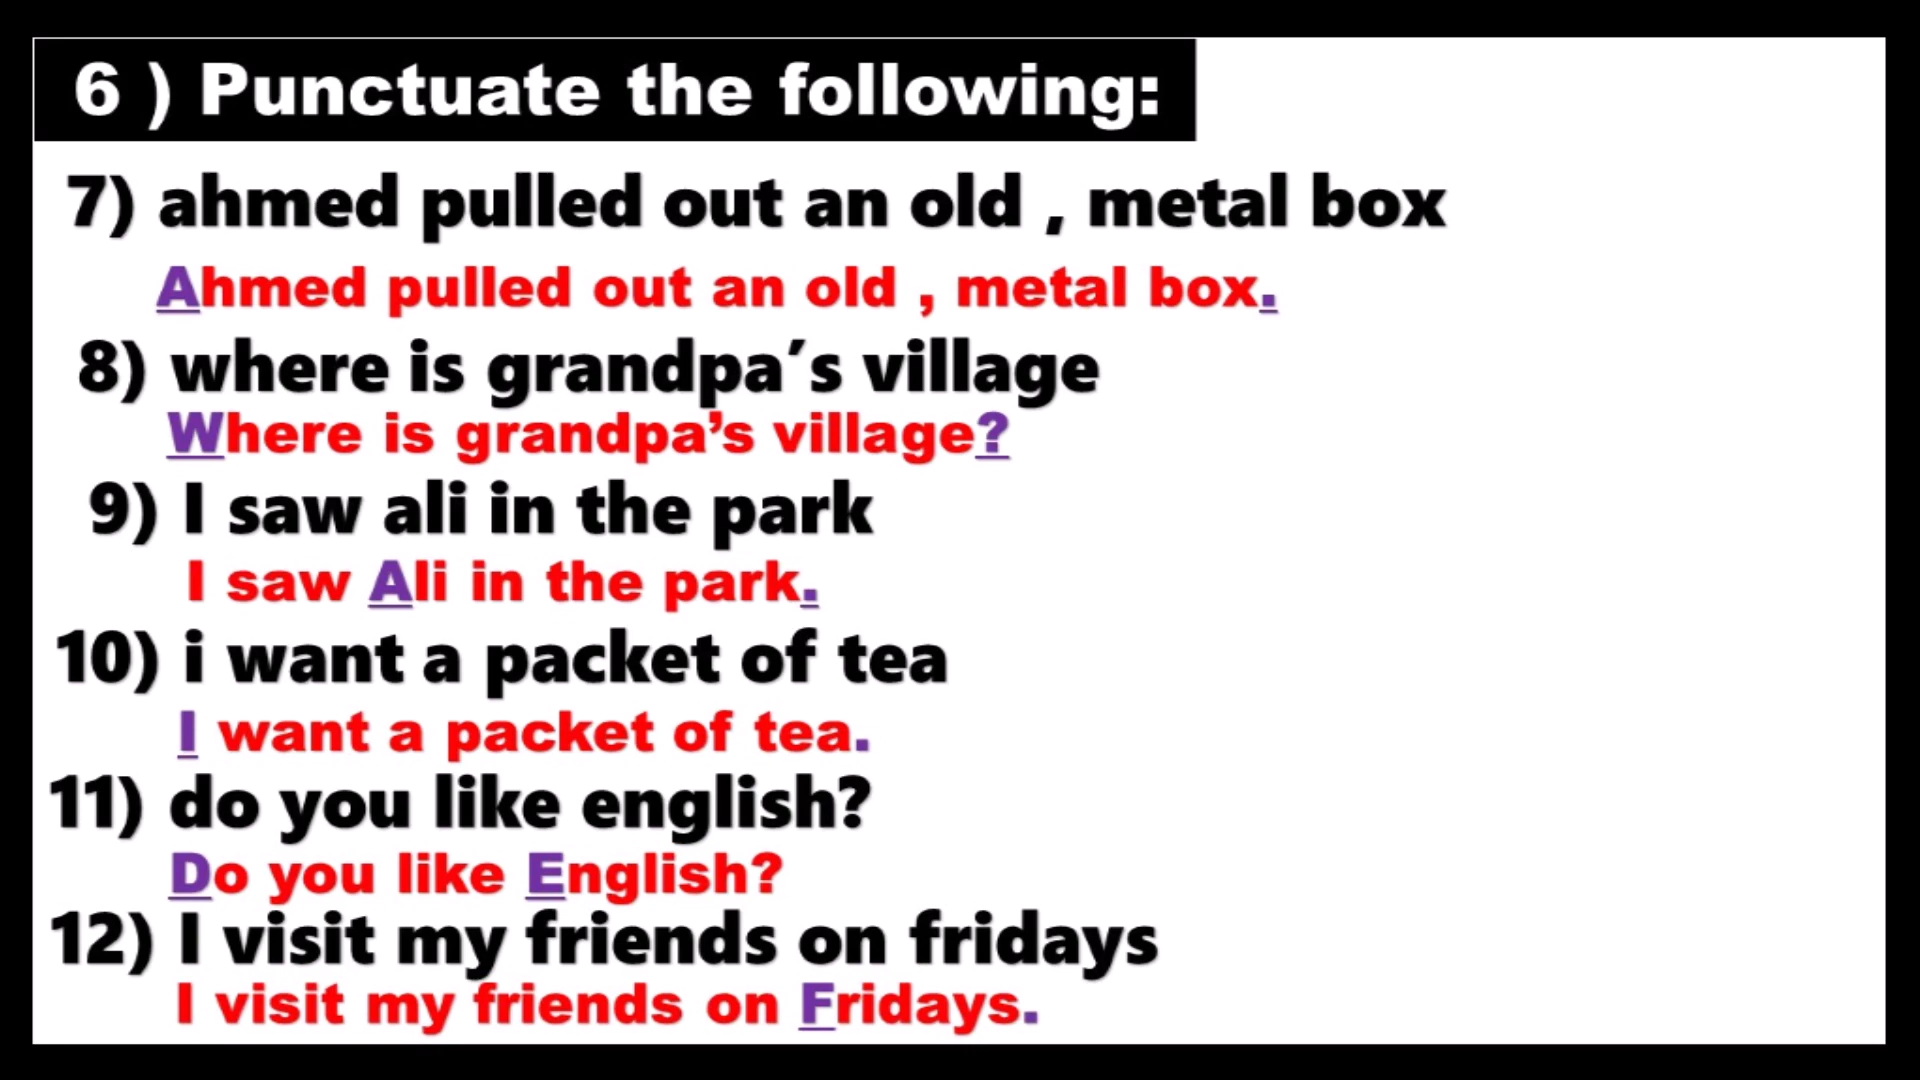 6 ) Punctuate the following:
7) ahmed pulled out an old , metal box
Ahmed pulled out an old , metal box.
8) where is grandpa´s village
Where is grandpa’s village?
9) I saw ali in the park
I saw Ali in the park.
10) i want a packet of tea
I want a packet of tea.
11) do you like english?
Do you like English?
12) I visit my friends on fridays
I visit my friends on Fridays.